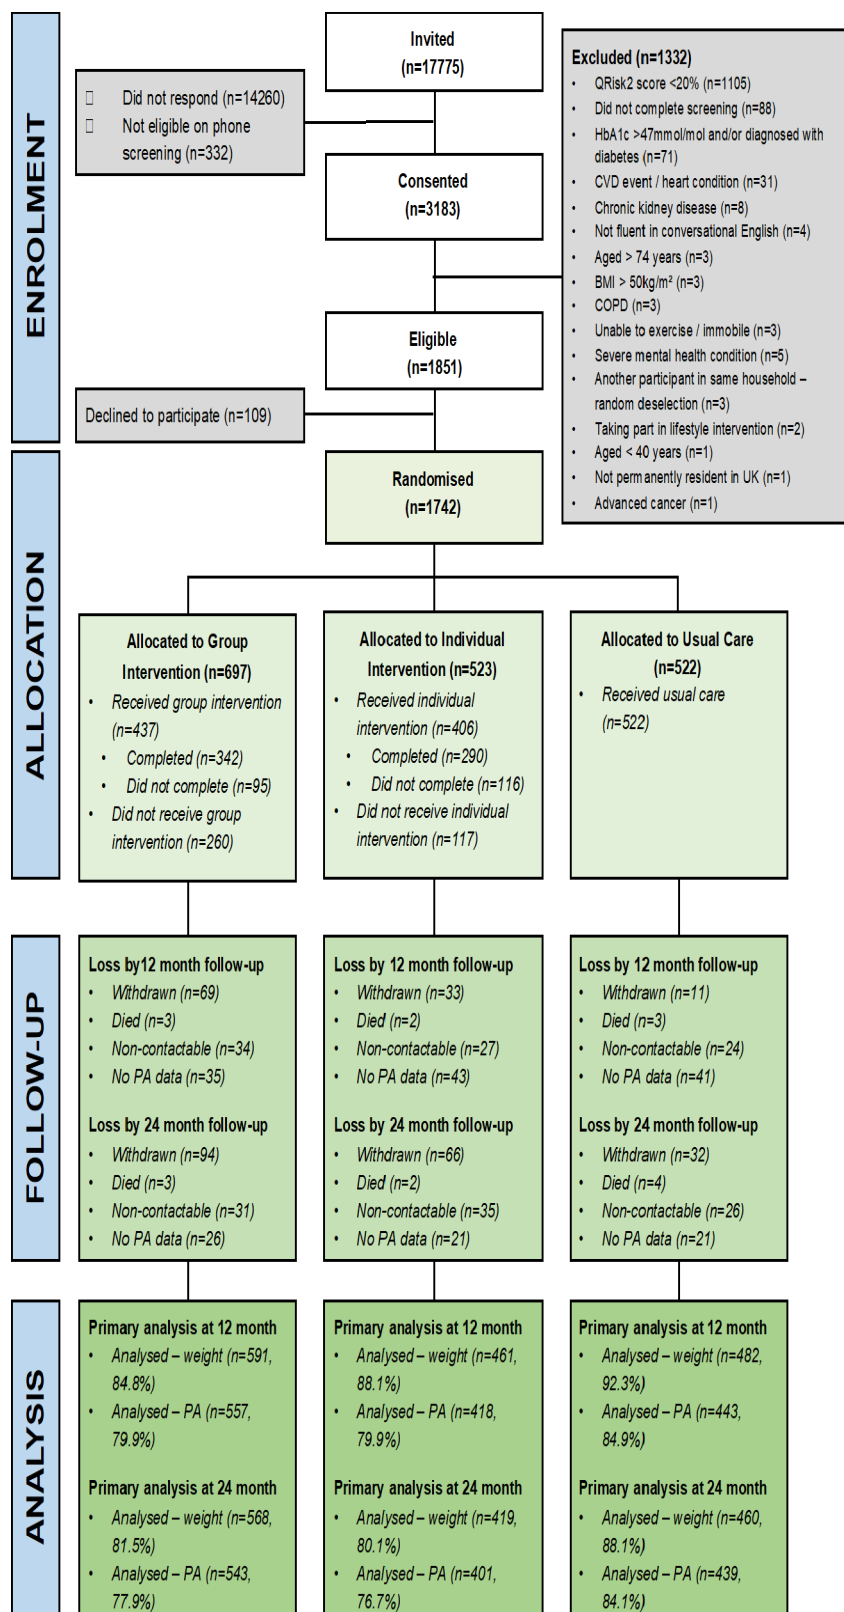 ENROLMENT
Invited
(n=17775)
Did not respond (n=14260)
Not eligible on phone
screening (n=332)
Consented
(n=3183)
Excluded (n=1332)
• QRisk2 score <20% (n=1105)
• Did not complete screening (n=88)
• HbA1c >47mmol/mol and/or diagnosed with
diabetes (n=71)
• CVD event / heart condition (n=31)
• Chronic kidney disease (n=8)
• Not fluent in conversational English (n=4)
• Aged > 74 years (n=3)
• BMI > 50kg/m² (n=3)
• COPD (n=3)
• Unable to exercise / immobile (n=3)
• Severe mental health condition (n=5)
• Another participant in same household –
random deselection (n=3)
• Taking part in lifestyle intervention (n=2)
• Aged < 40 years (n=1)
• Not permanently resident in UK (n=1)
• Advanced cancer (n=1)
Eligible
(n=1851)
Declined to participate (n=109)
ALLOCATION
Randomised
(n=1742)
Allocated to Group
Intervention (n=697)
• Received group intervention
(n=437)
• Completed (n=342)
• Did not complete (n=95)
• Did not receive group
intervention (n=260)
Allocated to Individual
Intervention (n=523)
• Received individual
intervention (n=406)
• Completed (n=290)
• Did not complete (n=116)
• Did not receive individual
intervention (n=117)
Allocated to Usual Care
(n=522)
• Received usual care
(n=522)
FOLLOW-UP
Loss by12 month follow-up
• Withdrawn (n=69)
• Died (n=3)
• Non-contactable (n=34)
• No PA data (n=35)
Loss by 24 month follow-up
• Withdrawn (n=94)
• Died (n=3)
• Non-contactable (n=31)
• No PA data (n=26)
Loss by 12 month follow-up
• Withdrawn (n=33)
• Died (n=2)
• Non-contactable (n=27)
• No PA data (n=43)
Loss by 24 month follow-up
• Withdrawn (n=66)
• Died (n=2)
• Non-contactable (n=35)
• No PA data (n=21)
Loss by 12 month follow-up
• Withdrawn (n=11)
• Died (n=3)
• Non-contactable (n=24)
• No PA data (n=41)
Loss by 24 month follow-up
• Withdrawn (n=32)
• Died (n=4)
• Non-contactable (n=26)
• No PA data (n=21)
ANALYSIS
Primary analysis at 12 month
• Analysed – weight (n=591,
84.8%)
• Analysed – PA (n=557,
79.9%)
Primary analysis at 24 month
• Analysed – weight (n=568,
81.5%)
• Analysed – PA (n=543,
77.9%)
Primary analysis at 12 month
• Analysed – weight (n=461,
88.1%)
• Analysed – PA (n=418,
79.9%)
Primary analysis at 24 month
• Analysed – weight (n=419,
80.1%)
• Analysed – PA (n=401,
76.7%)
Primary analysis at 12 month
• Analysed – weight (n=482,
92.3%)
• Analysed – PA (n=443,
84.9%)
Primary analysis at 24 month
• Analysed – weight (n=460,
88.1%)
• Analysed – PA (n=439,
84.1%)